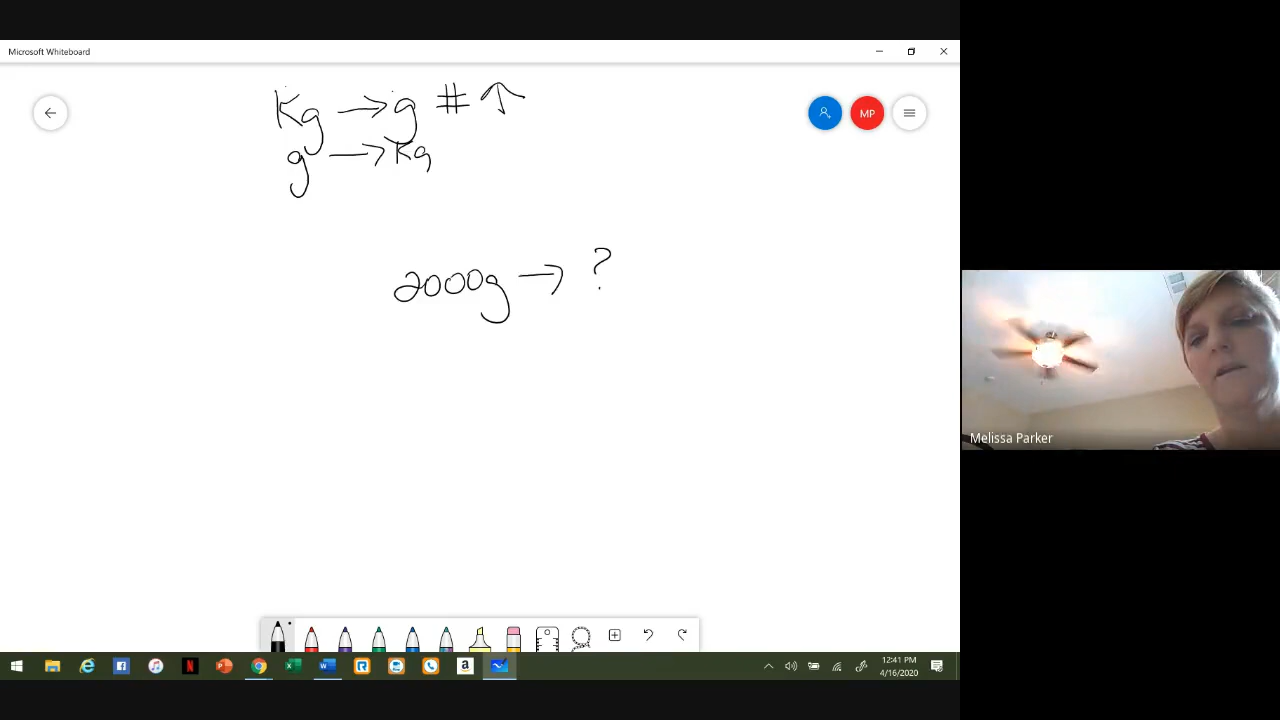 Microsoft Whiteboard
Kg → g # ↑
g → Kg
MP
2000g → ?
Melissa Parker
12:41 PM
4/16/2020